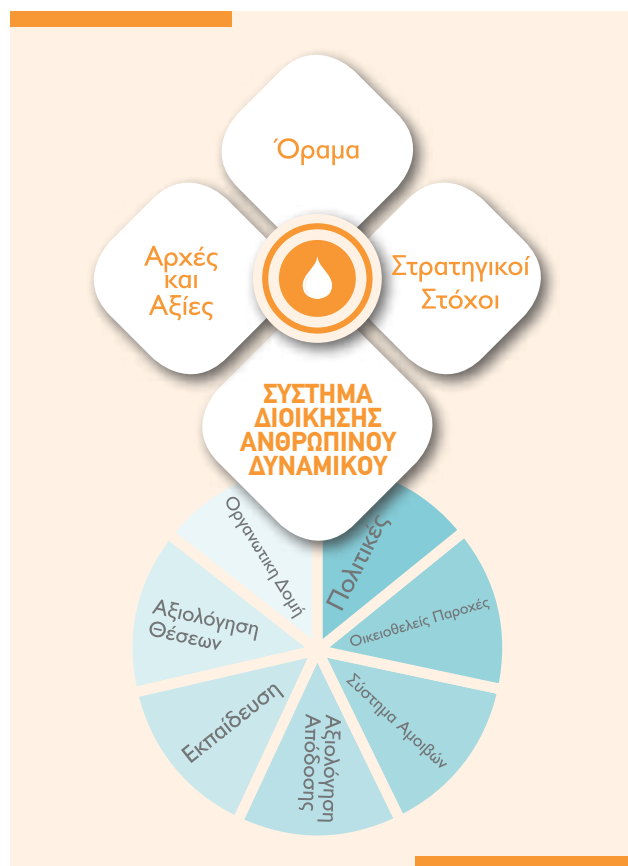 Όραμα
Αρχές
και
Αξίες
Στρατηγικοί
Στόχοι
ΣΥΣΤΗΜΑ
ΔΙΟΙΚΗΣΗΣ
ΑΝΘΡΩΠΙΝΟΥ
ΔΥΝΑΜΙΚΟΥ
Οργανωτικη Δομή
Πολιτικές
Οικειοθελείς Παροχές
Σύστημα Αμοιβών
Αξιολόγηση
Απόδοσης
Εκπαίδευση
Αξιολόγηση
Θέσεων